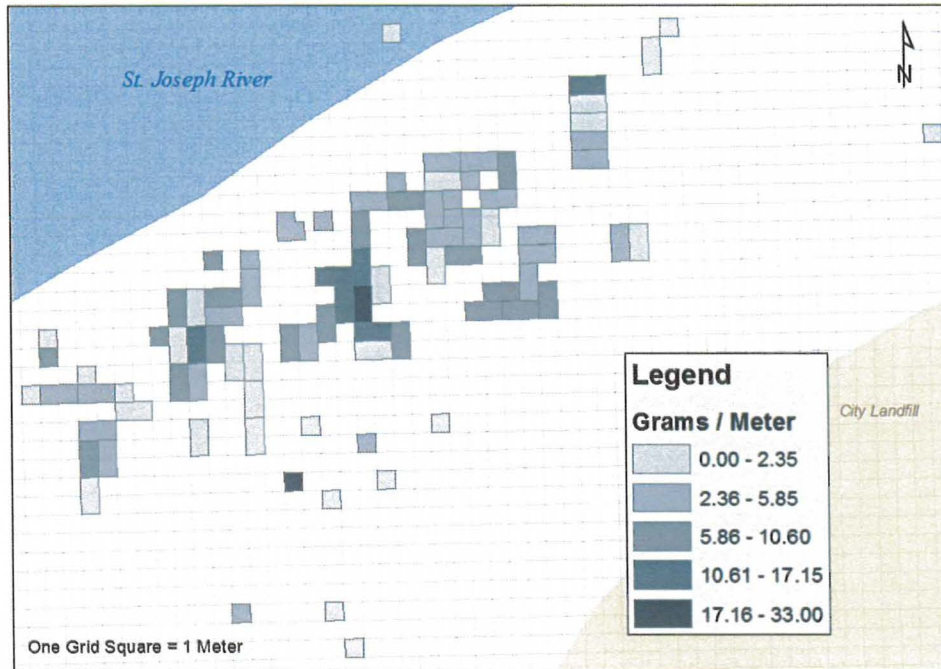 St. Joseph River
N
Legend
Grams / Meter
City Landfill
0.00 - 2.35
2.36 - 5.85
5.86 - 10.60
10.61 - 17.15
17.16 - 33.00
One Grid Square = 1 Meter